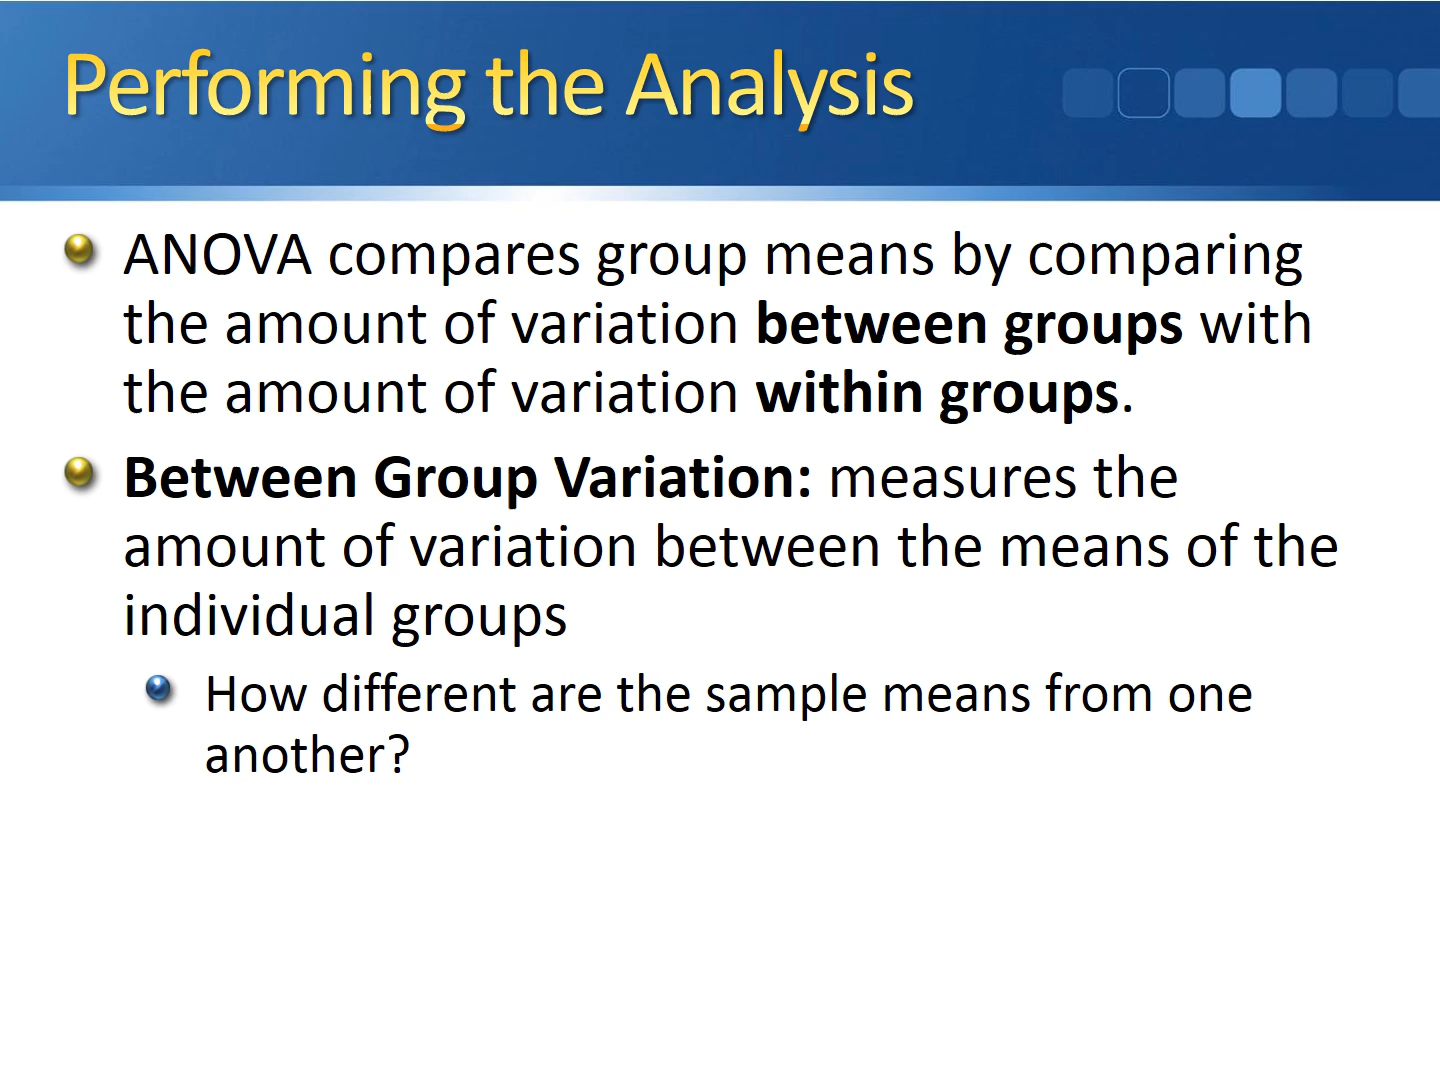 Performing the Analysis
ANOVA compares group means by comparing
the amount of variation between groups with
the amount of variation within groups.
Between Group Variation: measures the
amount of variation between the means of the
individual groups
How different are the sample means from one
another?